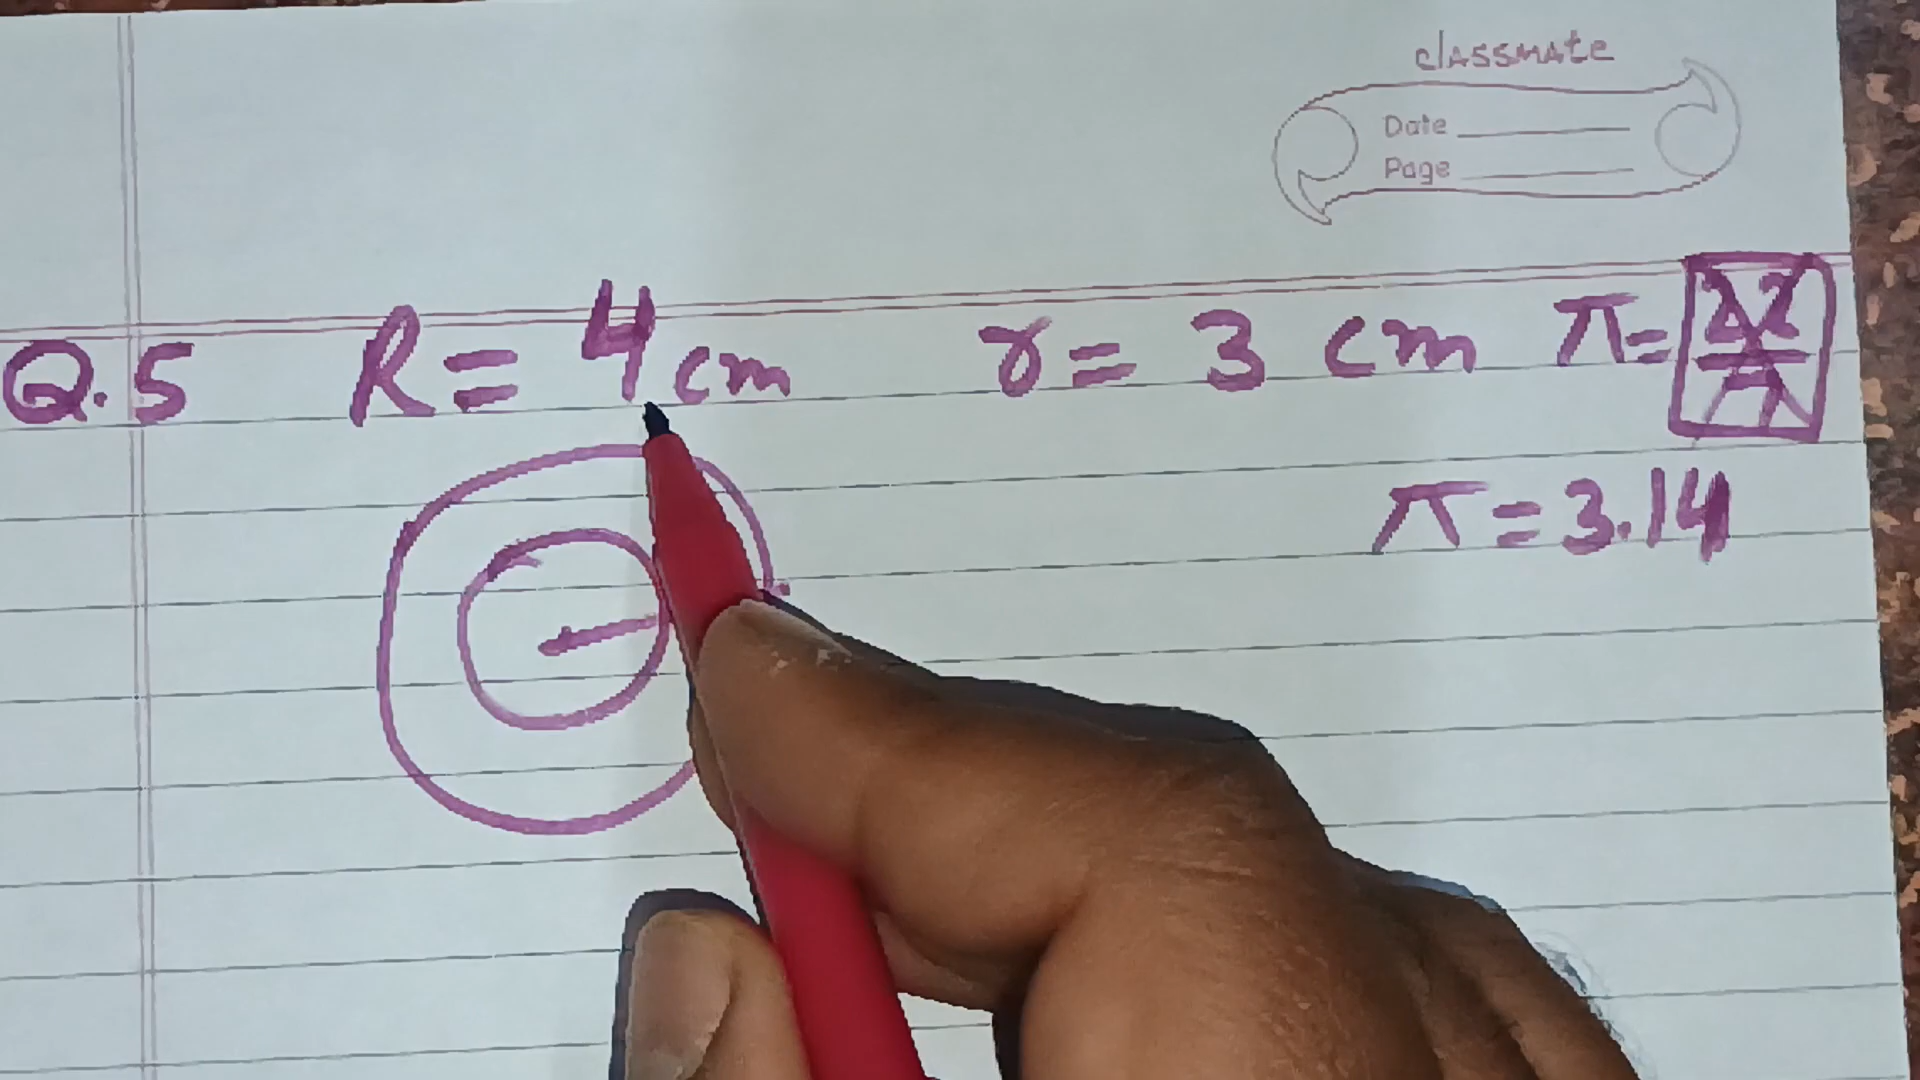 classmate
Date
Page
Q.5 R = 4 cm r = 3 cm π = 22/7
π = 3.14